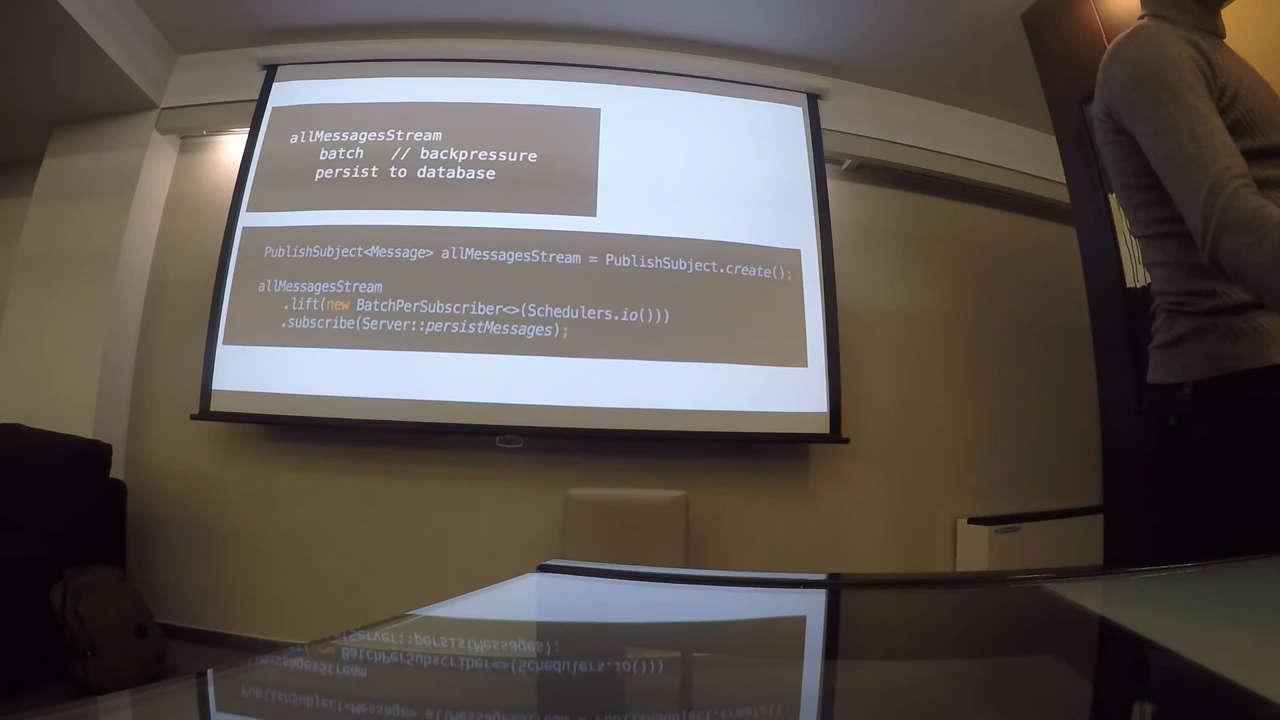 allMessagesStream
batch // backpressure
persist to database
PublishSubject<Message> allMessagesStream = PublishSubject.create();
allMessagesStream
.lift(new BatchPerSubscriber<>(Schedulers.io()))
.subscribe(Server::persistMessages);